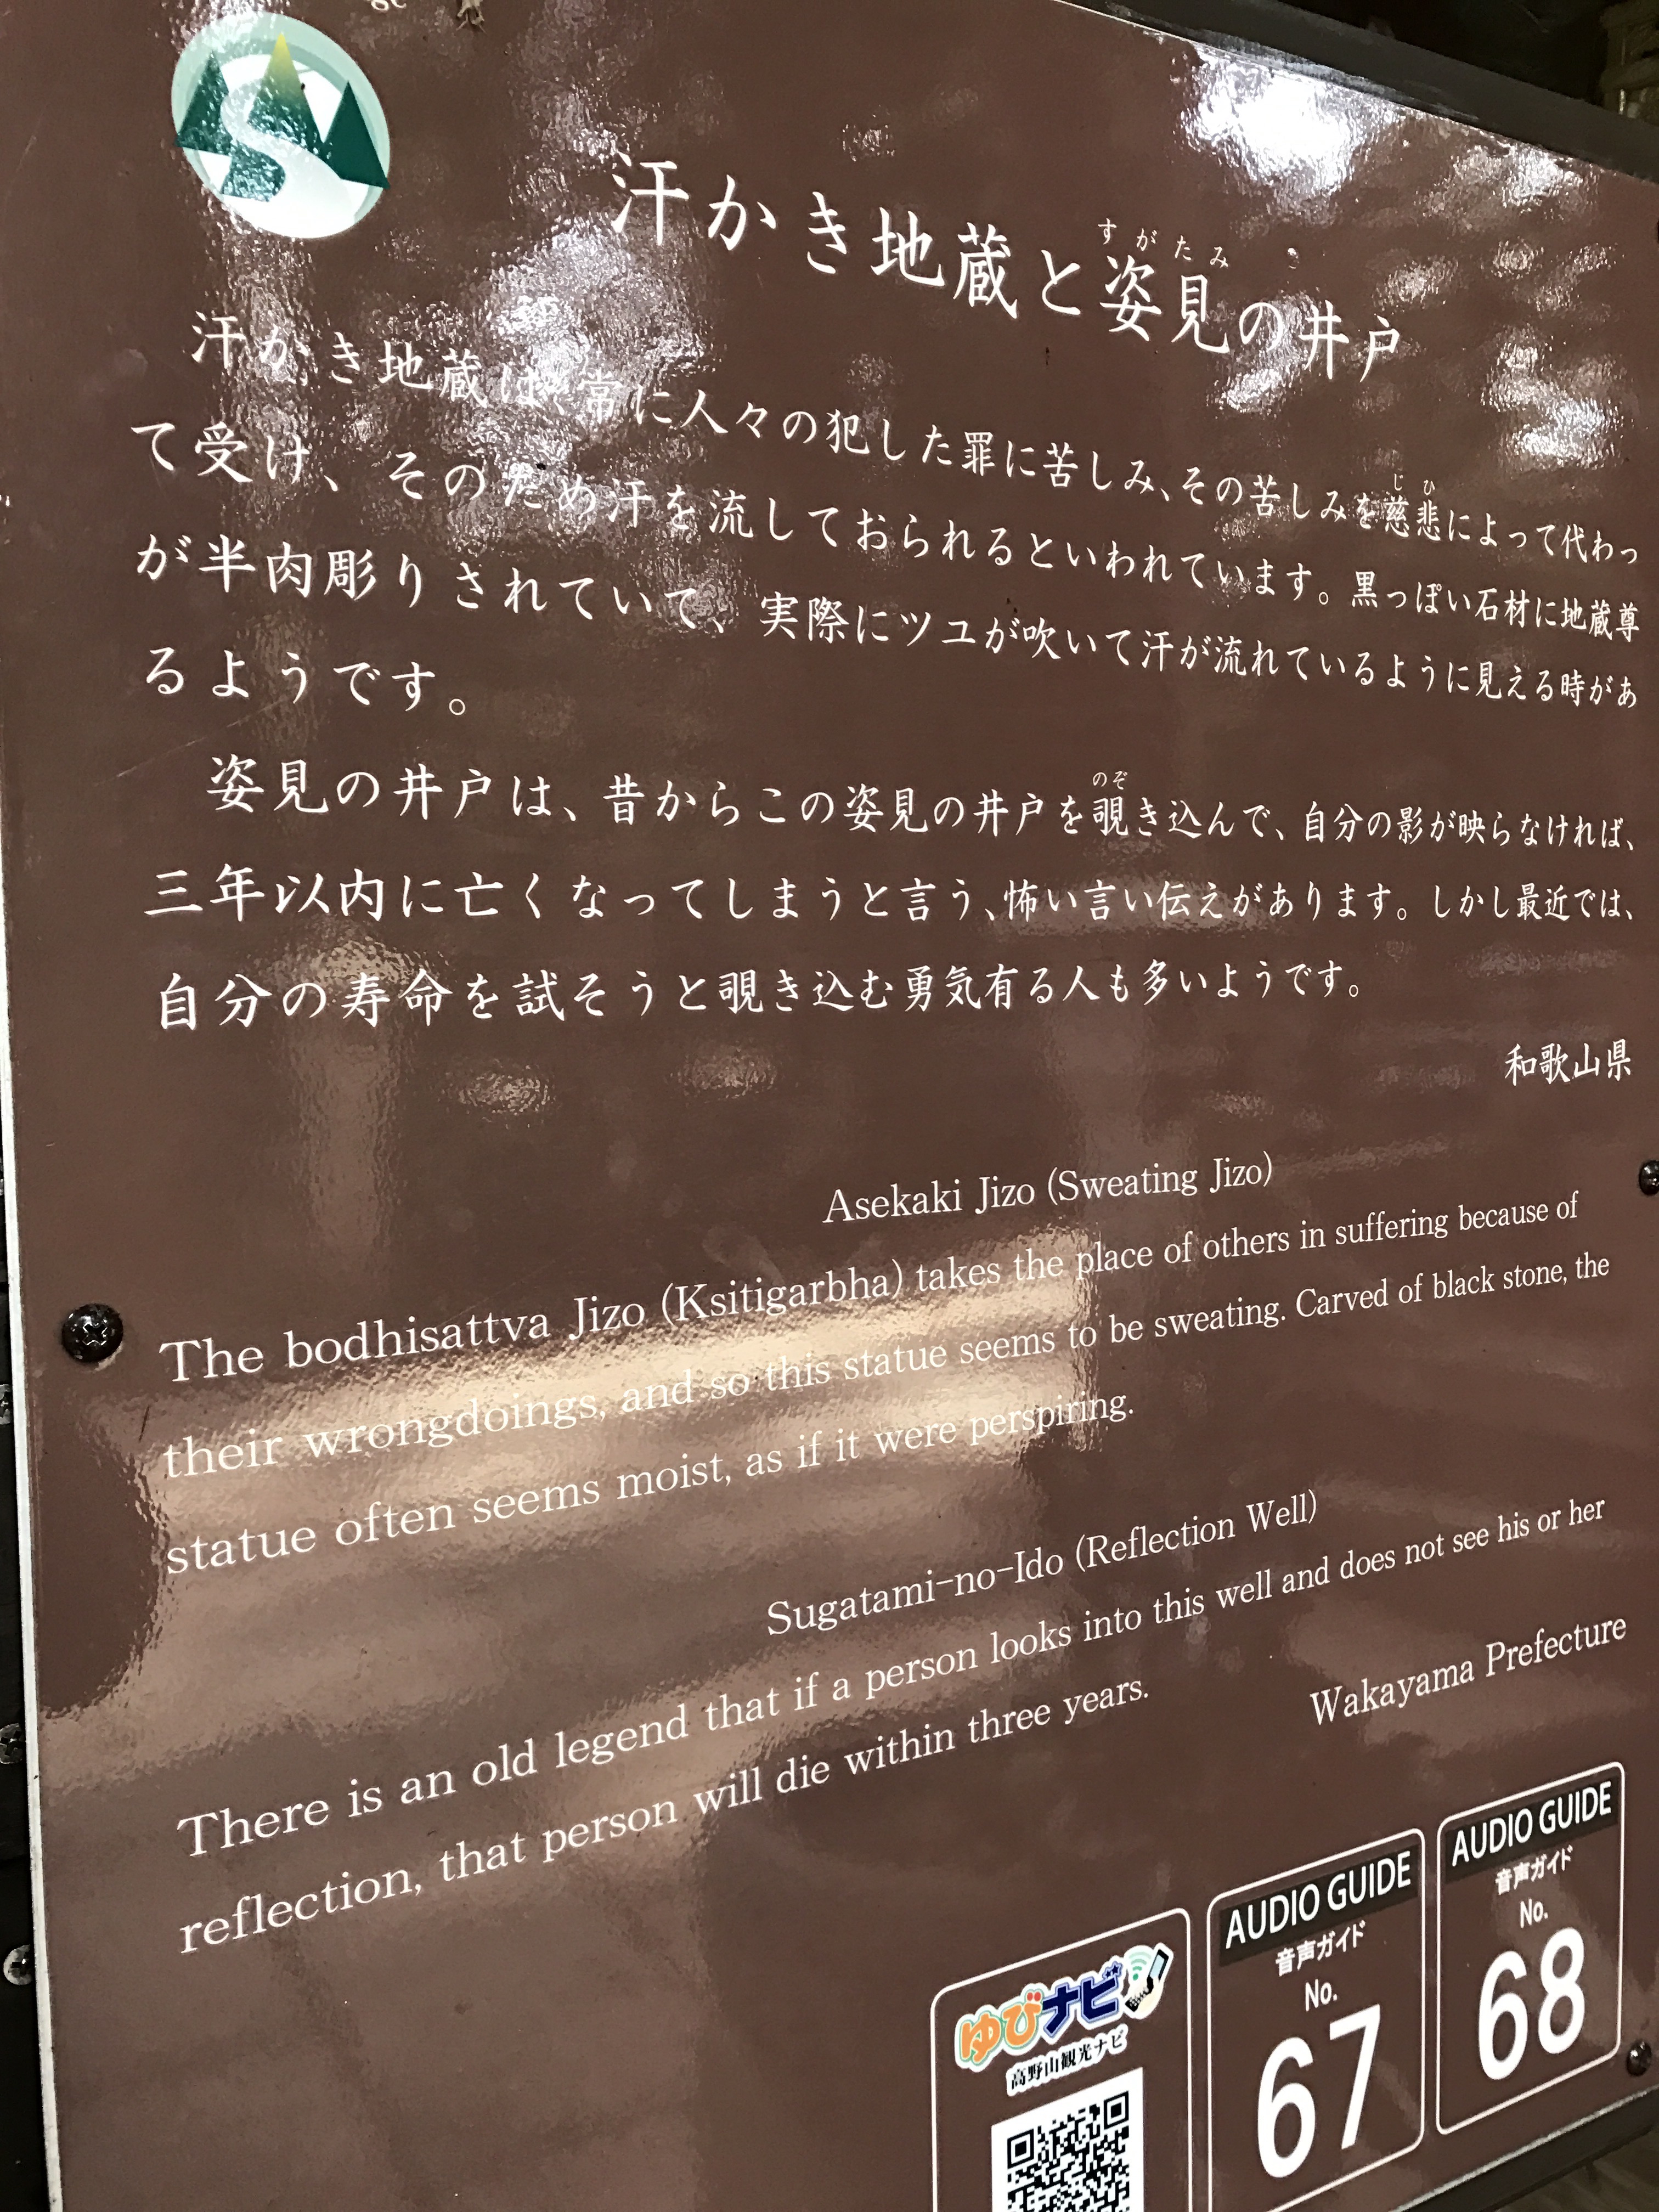 汗かき地蔵と姿見の井戸
すがたみ
汗かき地蔵は、常に人々の犯した罪に苦しみ、その苦しみを慈悲によって代わっ
じひ
て受け、そのため汗を流しておられるといわれています。黒っぽい石材に地蔵尊
が半肉彫りされていて、実際にツユが吹いて汗が流れているように見える時があ
るようです。
姿見の井戸は、昔からこの姿見の井戸を覗き込んで、自分の影が映らなければ、
のぞ
三年以内に亡くなってしまうと言う、怖い言い伝えがあります。しかし最近では、
自分の寿命を試そうと覗き込む勇気有る人も多いようです。
和歌山県
Asekaki Jizo (Sweating Jizo)
The bodhisattva Jizo (Ksitigarbha) takes the place of others in suffering because of
their wrongdoings, and so this statue seems to be sweating. Carved of black stone, the
statue often seems moist, as if it were perspiring.
Sugatami-no-Ido (Reflection Well)
There is an old legend that if a person looks into this well and does not see his or her
reflection, that person will die within three years.
Wakayama Prefecture
ゆびナビ
高野山観光ナビ
AUDIO GUIDE
音声ガイド
No.
67
AUDIO GUIDE
音声ガイド
No.
68